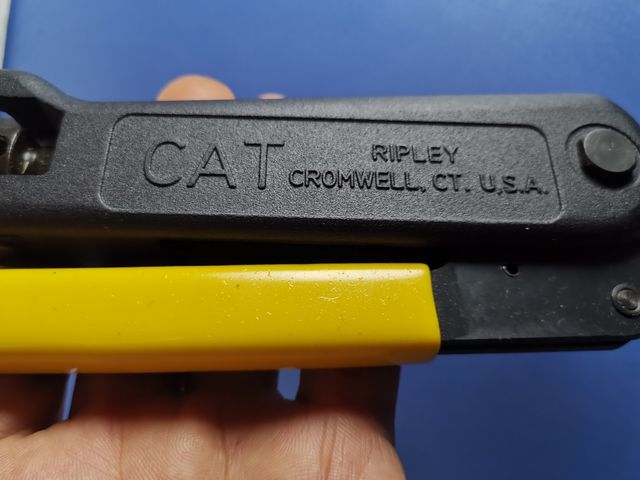 CAT
RIPLEY
CROMWELL, CT. U.S.A.